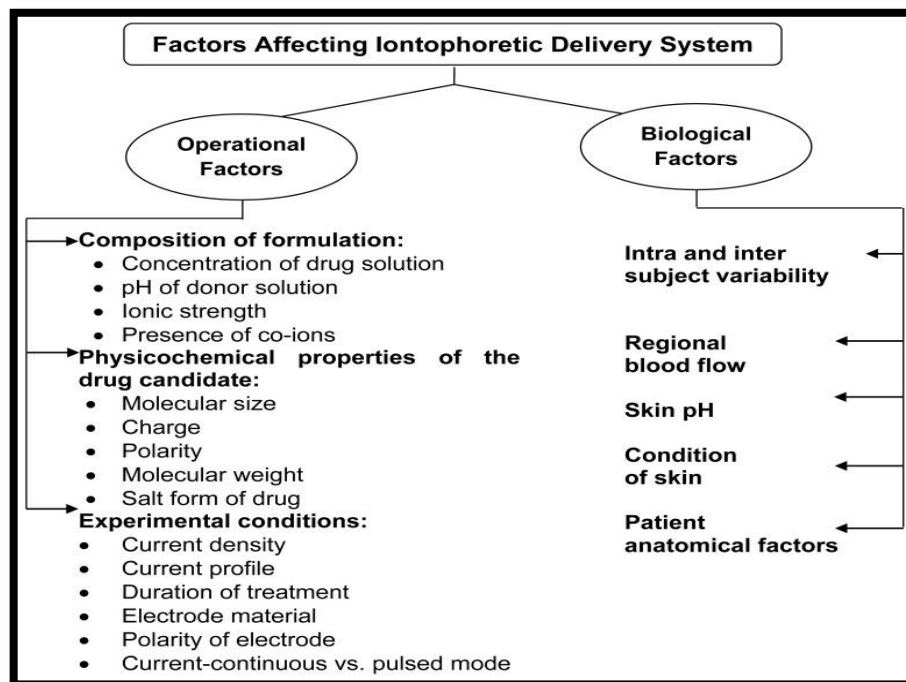 Factors Affecting Iontophoretic Delivery System
Operational
Factors
Biological
Factors
Composition of formulation:
• Concentration of drug solution
• pH of donor solution
• Ionic strength
• Presence of co-ions
Physicochemical properties of the
drug candidate:
• Molecular size
• Charge
• Polarity
• Molecular weight
• Salt form of drug
Experimental conditions:
• Current density
• Current profile
• Duration of treatment
• Electrode material
• Polarity of electrode
• Current-continuous vs. pulsed mode
Intra and inter
subject variability
Regional
blood flow
Skin pH
Condition
of skin
Patient
anatomical factors